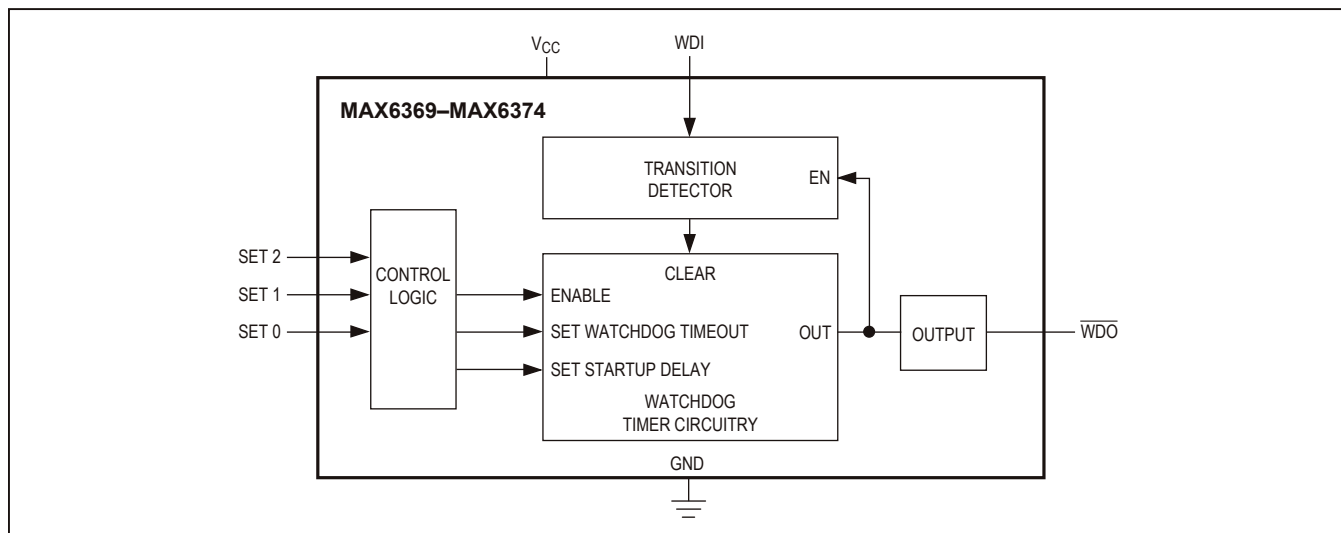 VCC
WDI
MAX6369–MAX6374
TRANSITION
DETECTOR
EN
SET 2
SET 1
SET 0
CONTROL
LOGIC
CLEAR
ENABLE
SET WATCHDOG TIMEOUT
SET STARTUP DELAY
OUT
WATCHDOG
TIMER CIRCUITRY
OUTPUT
W̅D̅O̅
GND